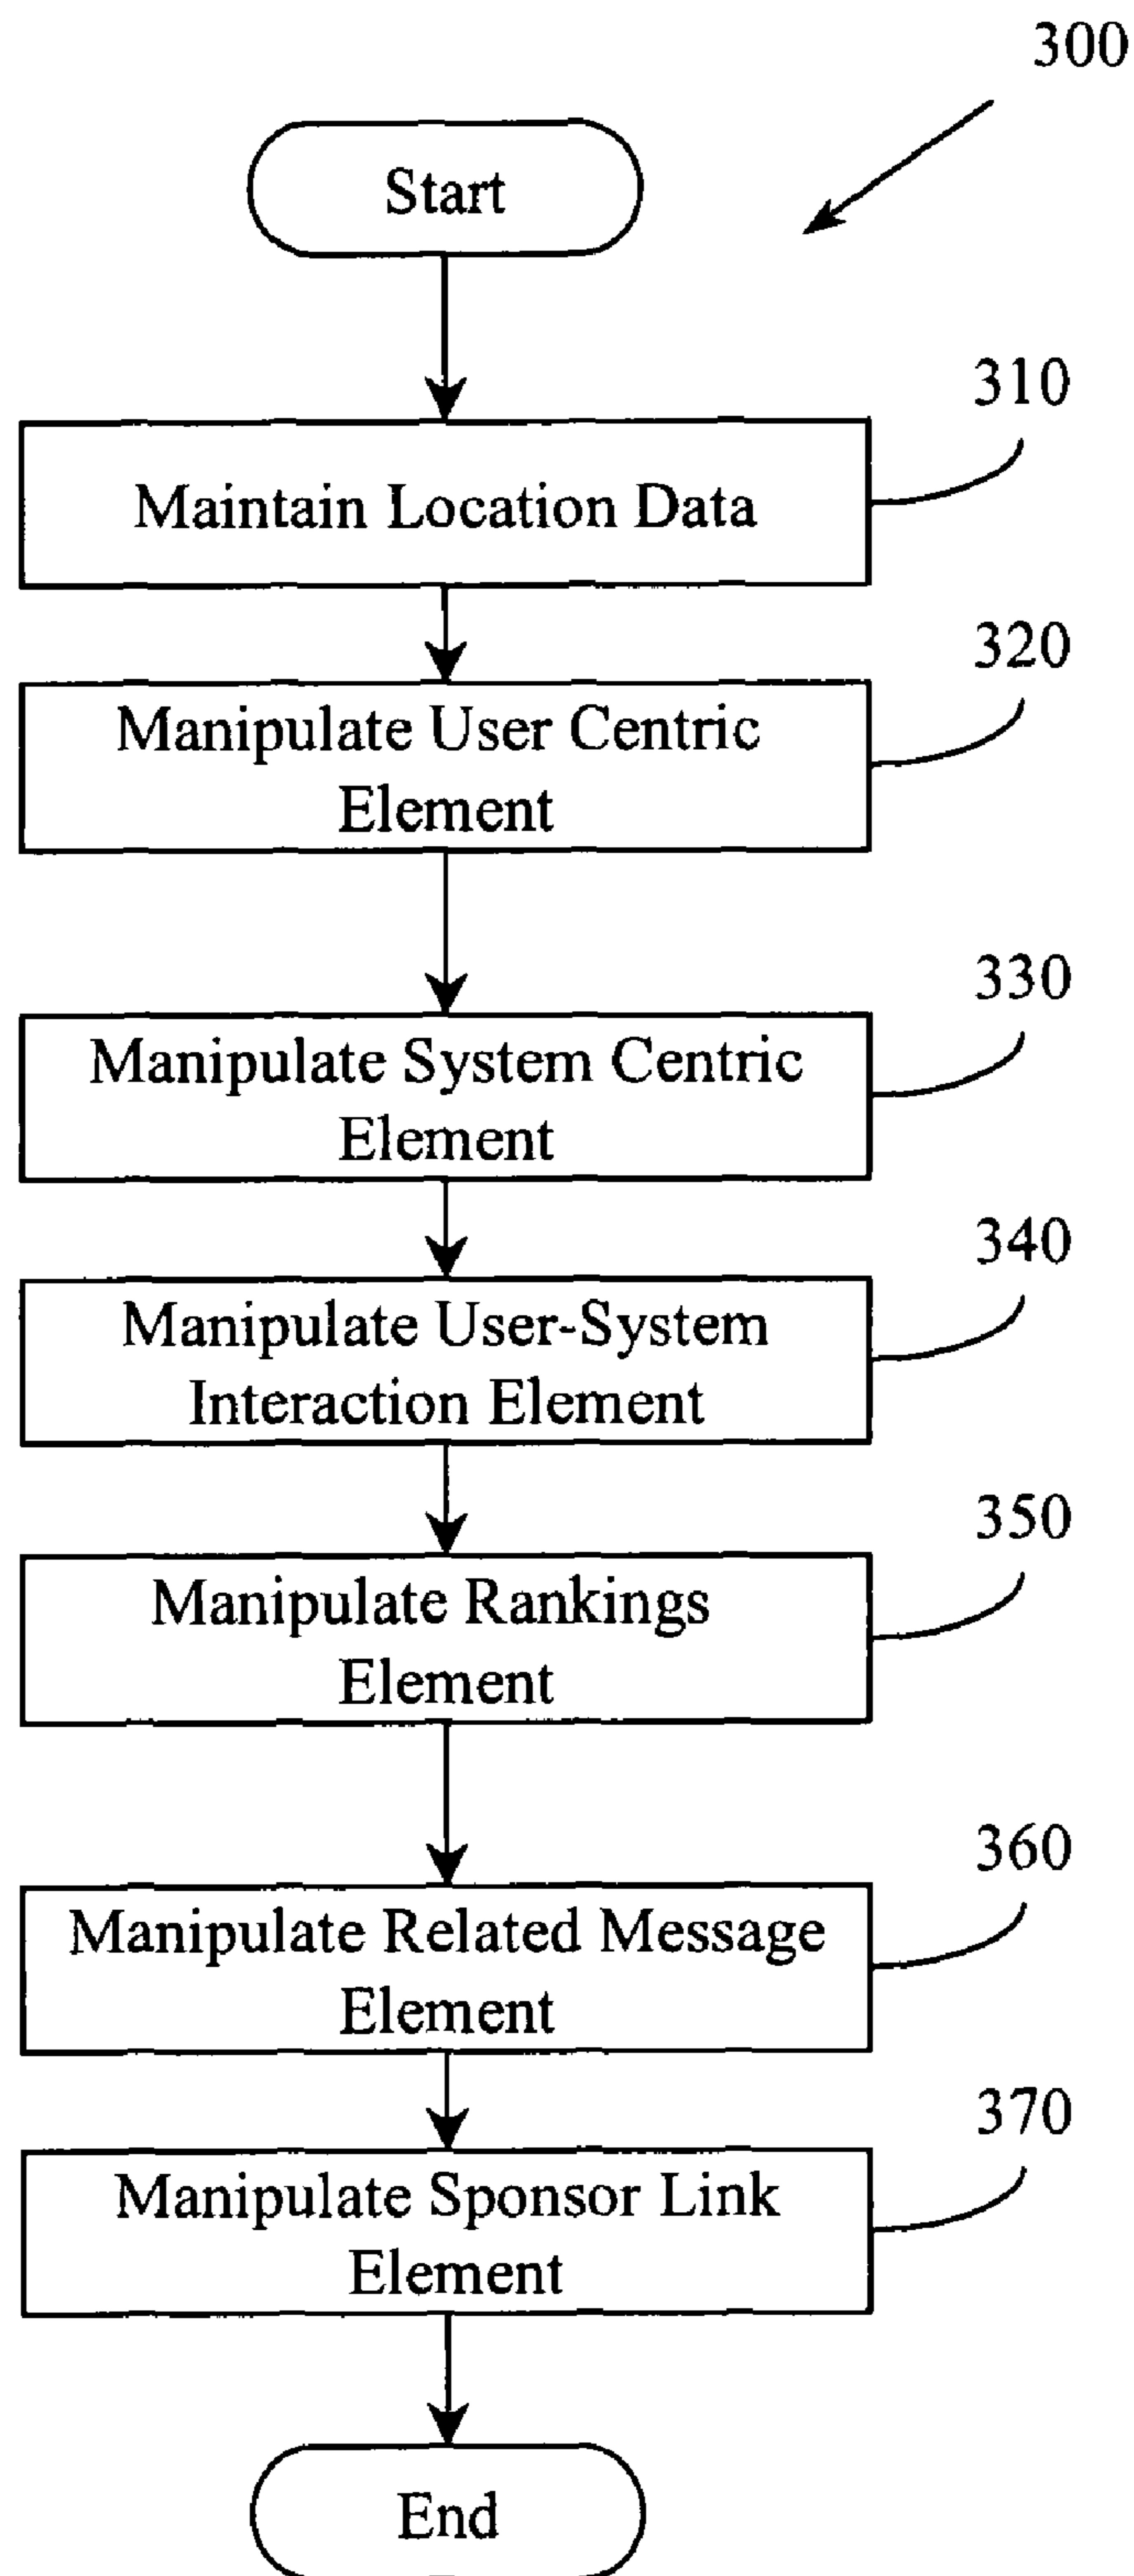 300
Start
310
Maintain Location Data
320
Manipulate User Centric
Element
330
Manipulate System Centric
Element
340
Manipulate User-System
Interaction Element
350
Manipulate Rankings
Element
360
Manipulate Related Message
Element
370
Manipulate Sponsor Link
Element
End